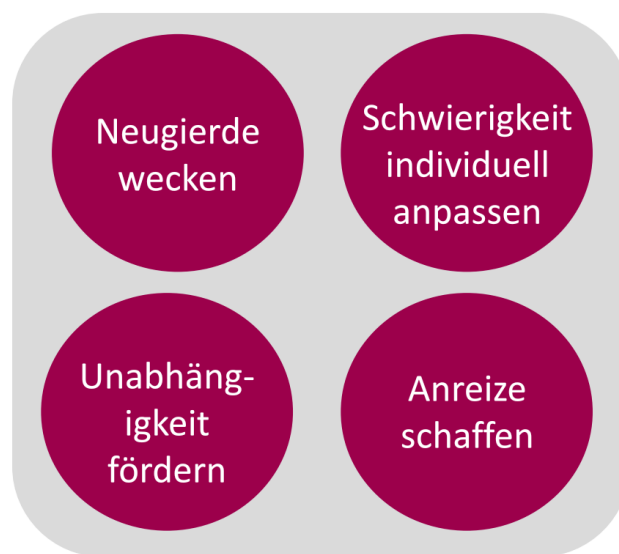 Neugierde
wecken
Schwierigkeit
individuell
anpassen
Unabhäng-
igkeit
fördern
Anreize
schaffen